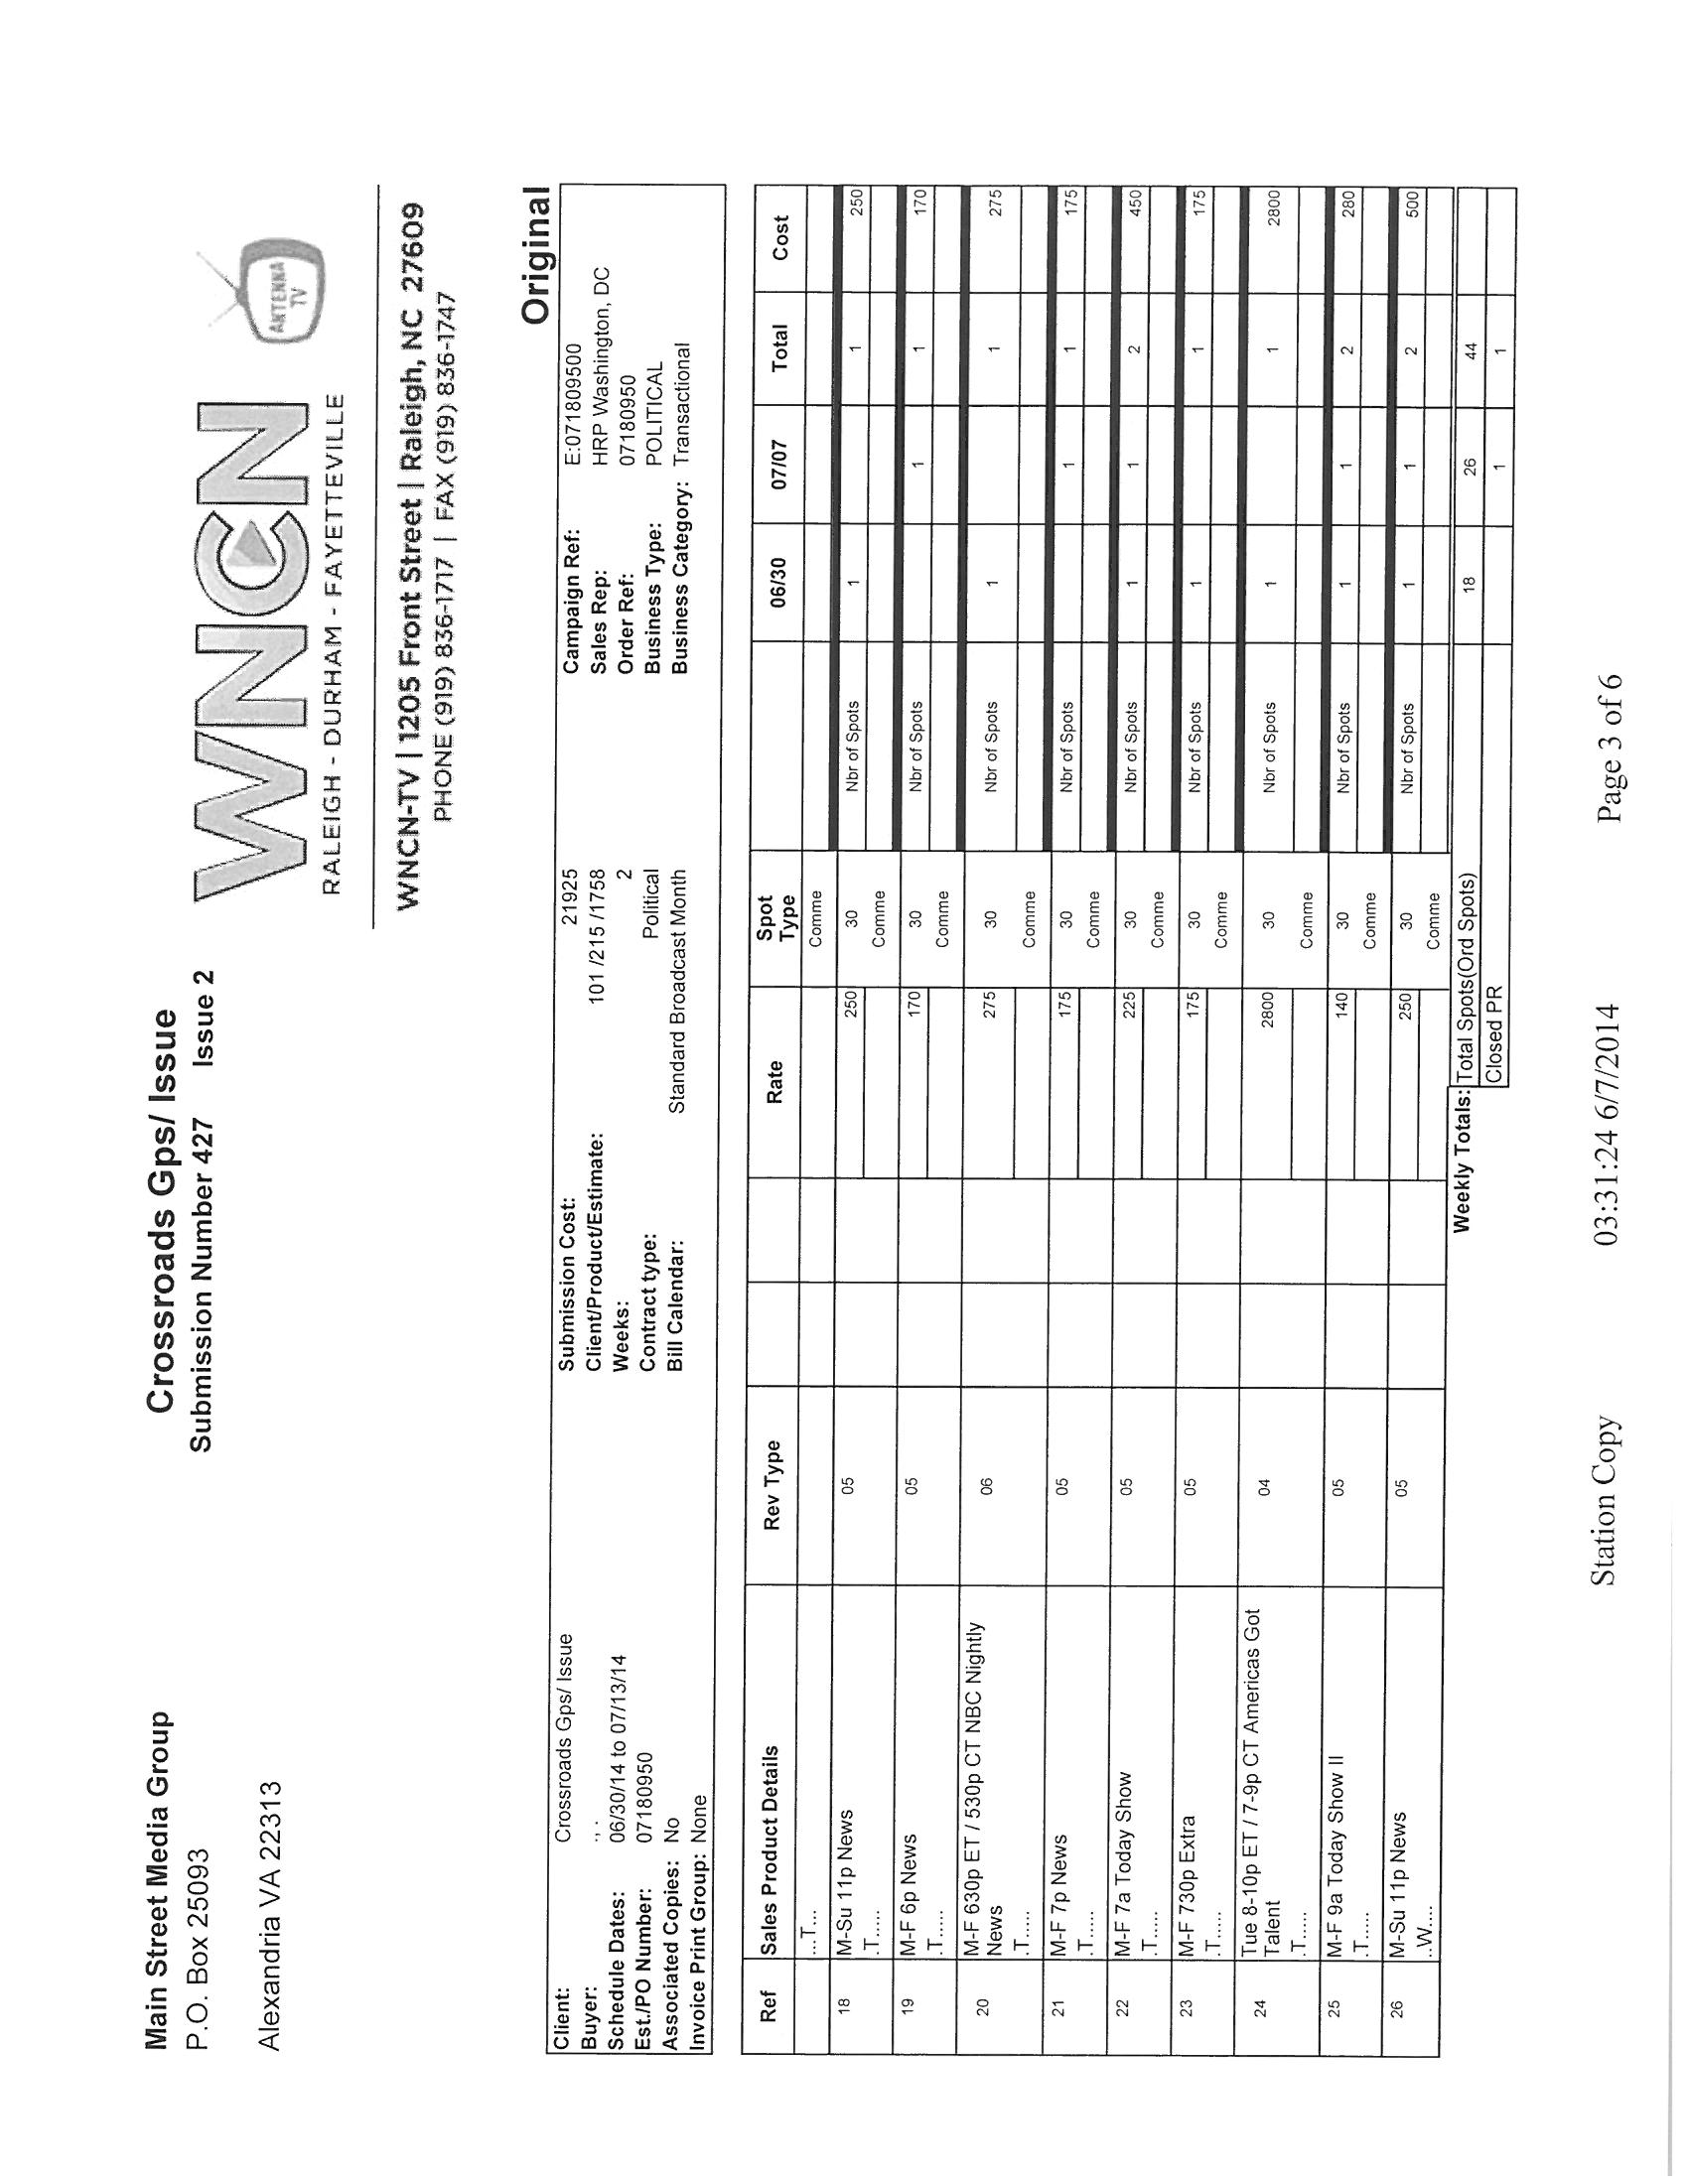 Main Street Media Group
P.O. Box 25093
Alexandria VA 22313
Crossroads Gps/ Issue
Submission Number 427 Issue 2
WNCN
RALEIGH - DURHAM - FAYETTEVILLE
ANTENNA
TV
WNCN-TV | 1205 Front Street | Raleigh, NC 27609
PHONE (919) 836-1717 | FAX (919) 836-1747
Original
Client: Crossroads Gps/ Issue Submission Cost: 21925 Campaign Ref: E:071809500
Buyer: ., . Client/Product/Estimate: 101 /215 /1758 Sales Rep: HRP Washington, DC
Schedule Dates: 06/30/14 to 07/13/14 Weeks: 2 Order Ref: 07180950
Est./PO Number: 07180950 Contract type: Political Business Type: POLITICAL
Associated Copies: No Bill Calendar: Standard Broadcast Month Business Category: Transactional
Invoice Print Group: None
Ref Sales Product Details Rev Type Rate Spot Type 06/30 07/07 Total Cost
...T... Comme
18 M-Su 11p News 05 250 30 Nbr of Spots 1 1 250
.T..... Comme
19 M-F 6p News 05 170 30 Nbr of Spots 1 1 170
.T..... Comme
20 M-F 630p ET / 530p CT NBC Nightly 06 275 30 Nbr of Spots 1 1 275
News
.T..... Comme
21 M-F 7p News 05 175 30 Nbr of Spots 1 1 175
.T..... Comme
22 M-F 7a Today Show 05 225 30 Nbr of Spots 1 1 2 450
.T..... Comme
23 M-F 730p Extra 05 175 30 Nbr of Spots 1 1 175
.T..... Comme
24 Tue 8-10p ET / 7-9p CT Americas Got 04 2800 30 Nbr of Spots 1 1 2800
Talent
.T..... Comme
25 M-F 9a Today Show II 05 140 30 Nbr of Spots 1 1 2 280
.T..... Comme
26 M-Su 11p News 05 250 30 Nbr of Spots 1 1 2 500
..W.... Comme
Weekly Totals: Total Spots(Ord Spots) 18 26 44
Closed PR 1 1
Station Copy 03:31:24 6/7/2014 Page 3 of 6